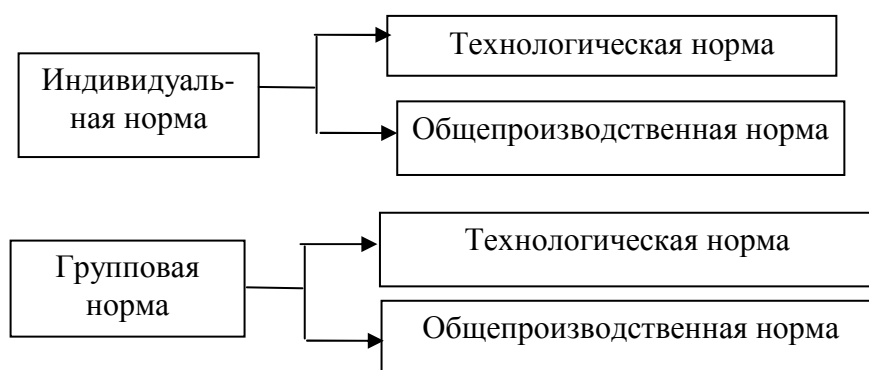 Технологическая норма
Индивидуаль-
ная норма
Общепроизводственная норма
Технологическая норма
Групповая
норма
Общепроизводственная норма